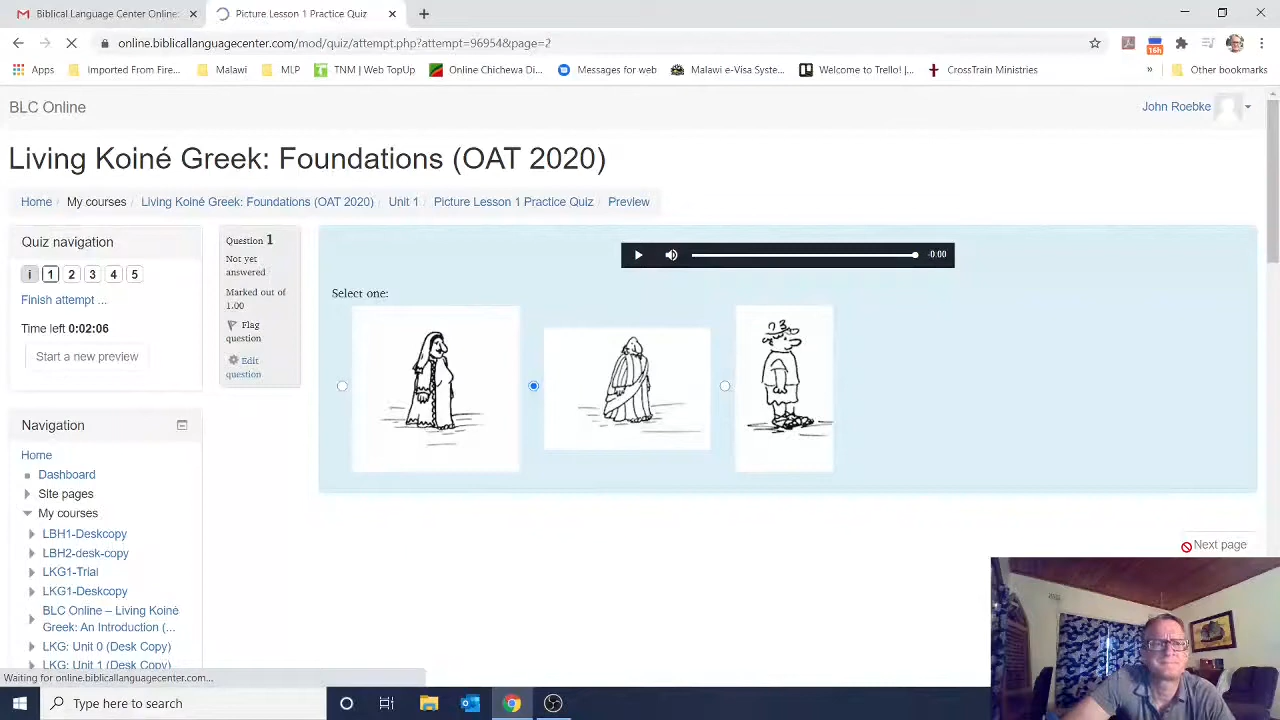 Biblical Language Center Online:
Picture Lesson 1 Practice Quiz
online.biblicallanguagecenter.com/mod/quiz/attempt.php?attempt=96954&page=2
16h
Apps
Imported From Fire...
Malawi
MLP
TNM | Web TopUp
Online Chichewa Di...
Messages for web
Malawi e-Visa Syste...
Welcome to Trello! |...
CrossTrain Ministries
»
Other bookmarks
BLC Online
John Roebke
Living Koiné Greek: Foundations (OAT 2020)
Home / My courses / Living Koiné Greek: Foundations (OAT 2020) / Unit 1 / Picture Lesson 1 Practice Quiz / Preview
Quiz navigation
i 1 2 3 4 5
Finish attempt ...
Time left 0:02:06
Start a new preview
Question 1
Not yet
answered
Marked out of
1.00
Flag
question
Edit
question
-0:00
Select one:
Next page
Navigation
Home
Dashboard
Site pages
My courses
LBH1-Deskcopy
LBH2-desk-copy
LKG1-Trial
LKG1-Deskcopy
BLC Online – Living Koiné
Greek: An Introduction (...
LKG: Unit 0 (Desk Copy)
LKG: Unit 1 (Desk Copy)
Waiting for online.biblicallanguagecenter.com...
Type here to search